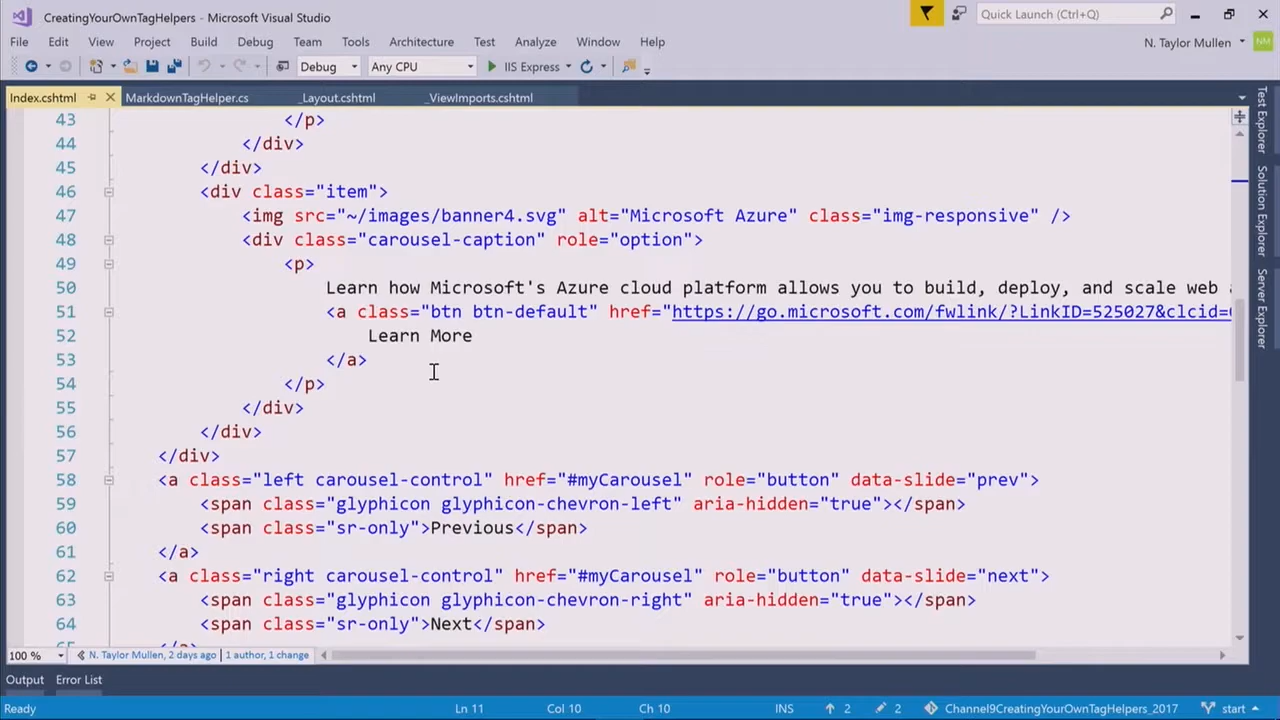 CreatingYourOwnTagHelpers - Microsoft Visual Studio
Quick Launch (Ctrl+Q)
File Edit View Project Build Debug Team Tools Architecture Test Analyze Window Help
N. Taylor Mullen NM
Debug Any CPU IIS Express
Index.cshtml MarkdownTagHelper.cs _Layout.cshtml _ViewImports.cshtml
Test Explorer
Solution Explorer
Server Explorer
43 </p>
44 </div>
45 </div>
46 <div class="item">
47 <img src="~/images/banner4.svg" alt="Microsoft Azure" class="img-responsive" />
48 <div class="carousel-caption" role="option">
49 <p>
50 Learn how Microsoft's Azure cloud platform allows you to build, deploy, and scale web
51 <a class="btn btn-default" href="https://go.microsoft.com/fwlink/?LinkID=525027&clcid=
52 Learn More
53 </a>
54 </p>
55 </div>
56 </div>
57 </div>
58 <a class="left carousel-control" href="#myCarousel" role="button" data-slide="prev">
59 <span class="glyphicon glyphicon-chevron-left" aria-hidden="true"></span>
60 <span class="sr-only">Previous</span>
61 </a>
62 <a class="right carousel-control" href="#myCarousel" role="button" data-slide="next">
63 <span class="glyphicon glyphicon-chevron-right" aria-hidden="true"></span>
64 <span class="sr-only">Next</span>
100 % N. Taylor Mullen, 2 days ago | 1 author, 1 change
Output Error List
Ready Ln 11 Col 10 Ch 10 INS 2 2 Channel9CreatingYourOwnTagHelpers_2017 start